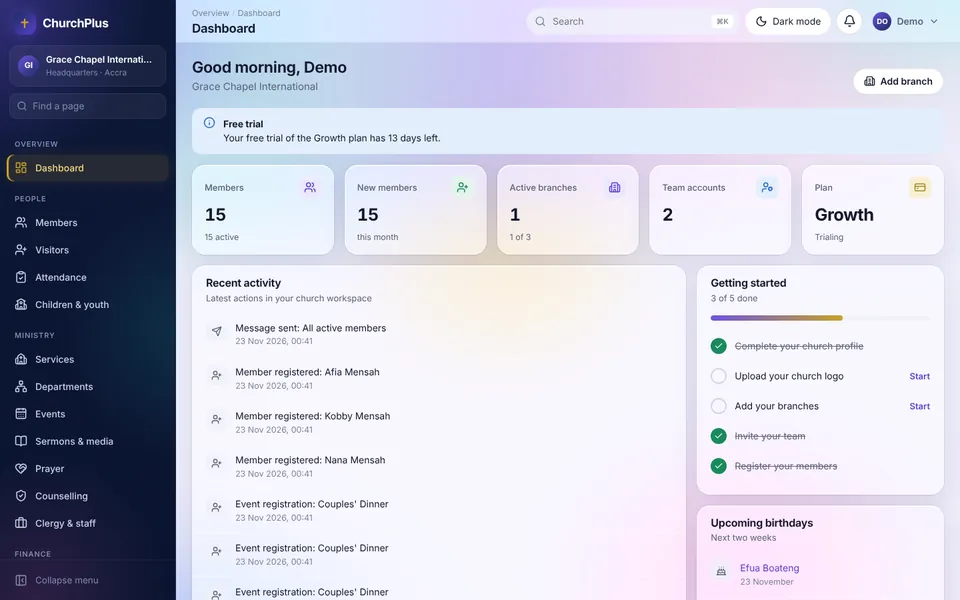 ChurchPlus
GI
Grace Chapel Internati...
Headquarters · Accra
Find a page
OVERVIEW
Dashboard
PEOPLE
Members
Visitors
Attendance
Children & youth
MINISTRY
Services
Departments
Events
Sermons & media
Prayer
Counselling
Clergy & staff
FINANCE
Collapse menu
Overview / Dashboard
Dashboard
Search
⌘K
Dark mode
DO
Demo
Good morning, Demo
Grace Chapel International
Add branch
Free trial
Your free trial of the Growth plan has 13 days left.
Members
15
15 active
New members
15
this month
Active branches
1
1 of 3
Team accounts
2
Plan
Growth
Trialing
Recent activity
Latest actions in your church workspace
Message sent: All active members
23 Nov 2026, 00:41
Member registered: Afia Mensah
23 Nov 2026, 00:41
Member registered: Kobby Mensah
23 Nov 2026, 00:41
Member registered: Nana Mensah
23 Nov 2026, 00:41
Event registration: Couples' Dinner
23 Nov 2026, 00:41
Event registration: Couples' Dinner
23 Nov 2026, 00:41
Event registration: Couples' Dinner
Getting started
3 of 5 done
Complete your church profile
Upload your church logo
Start
Add your branches
Start
Invite your team
Register your members
Upcoming birthdays
Next two weeks
Efua Boateng
23 November